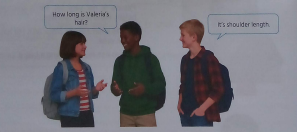 How long is Valeria's
hair?
It's shoulder length.